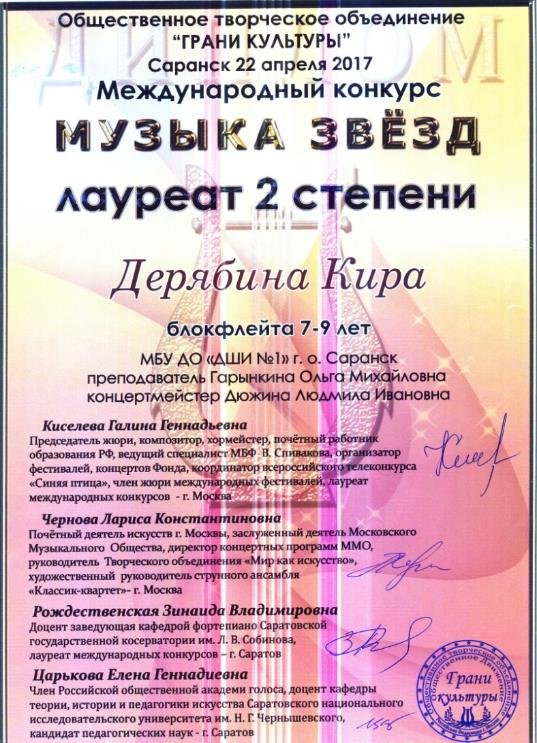 ДИПЛОМ
Общественное творческое объединение
“ГРАНИ КУЛЬТУРЫ”
Саранск 22 апреля 2017
Международный конкурс
МУЗЫКА ЗВЁЗД
лауреат 2 степени
Дерябина Кира
блокфлейта 7-9 лет
МБУ ДО «ДШИ №1» г. о. Саранск
преподаватель Гарынкина Ольга Михайловна
концертмейстер Дюжина Людмила Ивановна
Киселева Галина Геннадьевна
Председатель жюри, композитор, хормейстер, почётный работник
образования РФ, ведущий специалист МБФ В. Спивакова, организатор
фестивалей, концертов Фонда, координатор всероссийского телеконкурса
«Синяя птица», член жюри международных фестивалей, лауреат
международных конкурсов - г. Москва
Чернова Лариса Константиновна
Почётный деятель искусств г. Москвы, заслуженный деятель Московского
Музыкального Общества, директор концертных программ ММО,
руководитель Творческого объединения «Мир как искусство»,
художественный руководитель струнного ансамбля
«Классик-квартет»- г. Москва
Рождественская Зинаида Владимировна
Доцент заведующая кафедрой фортепиано Саратовской
государственной косерватории им. Л. В. Собинова,
лауреат международных конкурсов – г. Саратов
Царькова Елена Геннадиевна
Член Российской общественной академи голоса, доцент кафедры
теории, истории и педагогики искусства Саратовского национального
исследовательского университета им. Н. Г. Чернышевского,
кандидат педагогических наук - г. Саратов
Грани
культуры